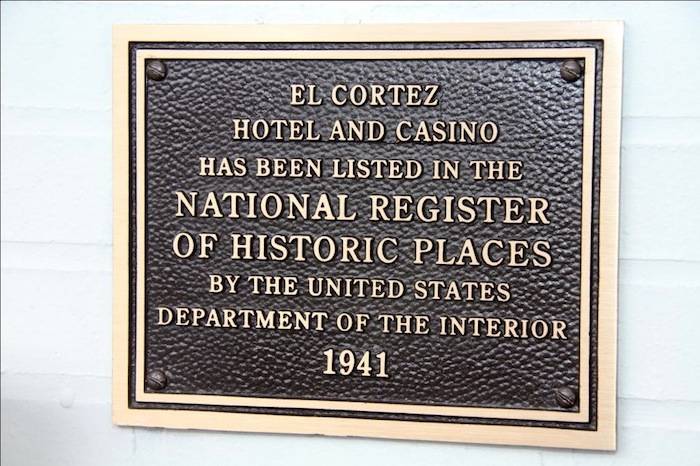 EL CORTEZ
HOTEL AND CASINO
HAS BEEN LISTED IN THE
NATIONAL REGISTER
OF HISTORIC PLACES
BY THE UNITED STATES
DEPARTMENT OF THE INTERIOR
1941